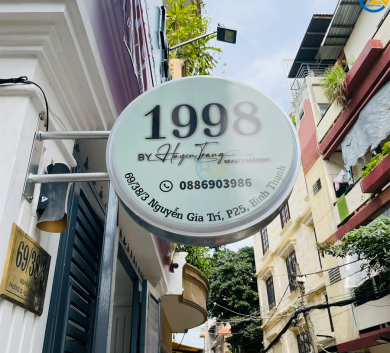 1998
BY Huyen Trang
BEAUTY ACADEMY
0886903986
69/38/3 Nguyễn Gia Trí, P25, Bình Thạnh
69/38/3